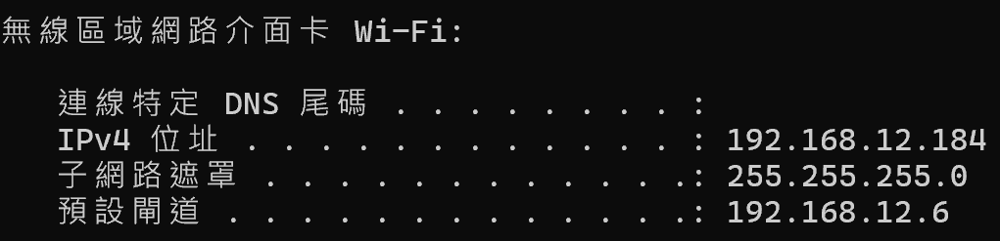 無線區域網路介面卡 Wi-Fi:
連線特定 DNS 尾碼 . . . . . . . . :
IPv4 位址 . . . . . . . . . . . . : 192.168.12.184
子網路遮罩 . . . . . . . . . . . .: 255.255.255.0
預設閘道 . . . . . . . . . . . . .: 192.168.12.6